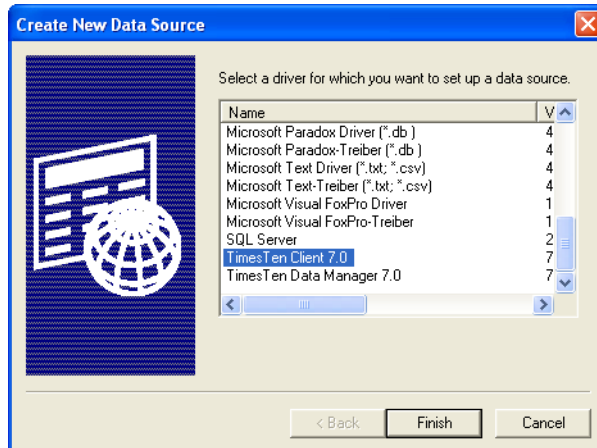 Create New Data Source
Select a driver for which you want to set up a data source.
Name V
Microsoft Paradox Driver (*.db ) 4
Microsoft Paradox-Treiber (*.db ) 4
Microsoft Text Driver (*.txt; *.csv) 4
Microsoft Text-Treiber (*.txt; *.csv) 4
Microsoft Visual FoxPro Driver 1
Microsoft Visual FoxPro-Treiber 1
SQL Server 2
TimesTen Client 7.0 7
TimesTen Data Manager 7.0 7
< Back Finish Cancel